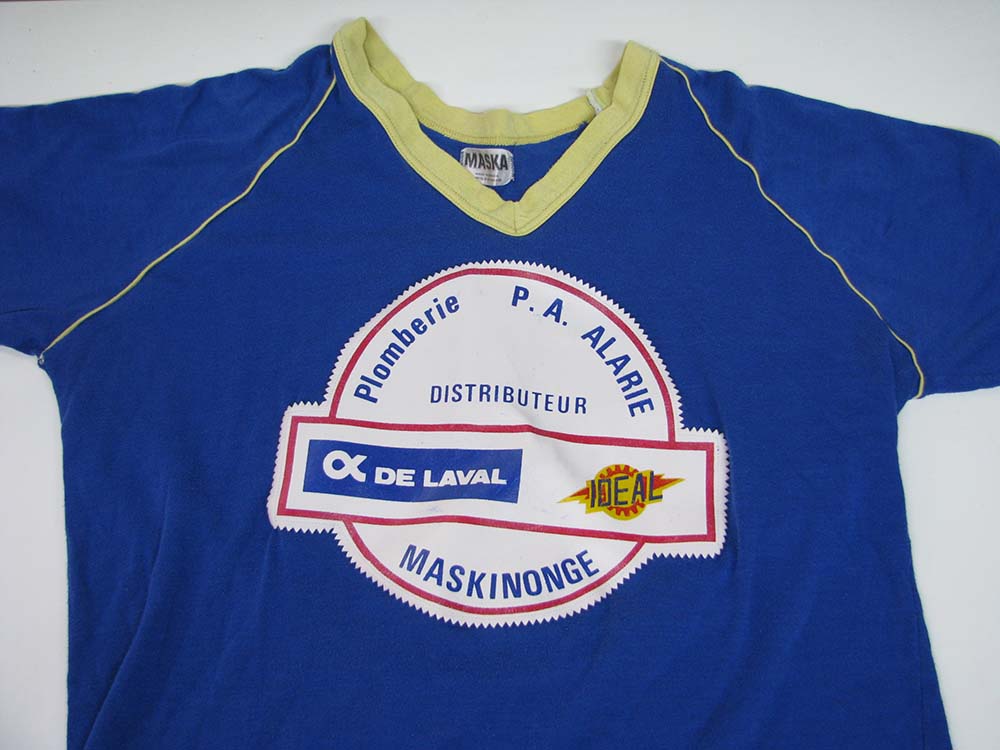 MASKA
Plomberie P. A. ALARIE
DISTRIBUTEUR
α DE LAVAL
IDEAL
MASKINONGE